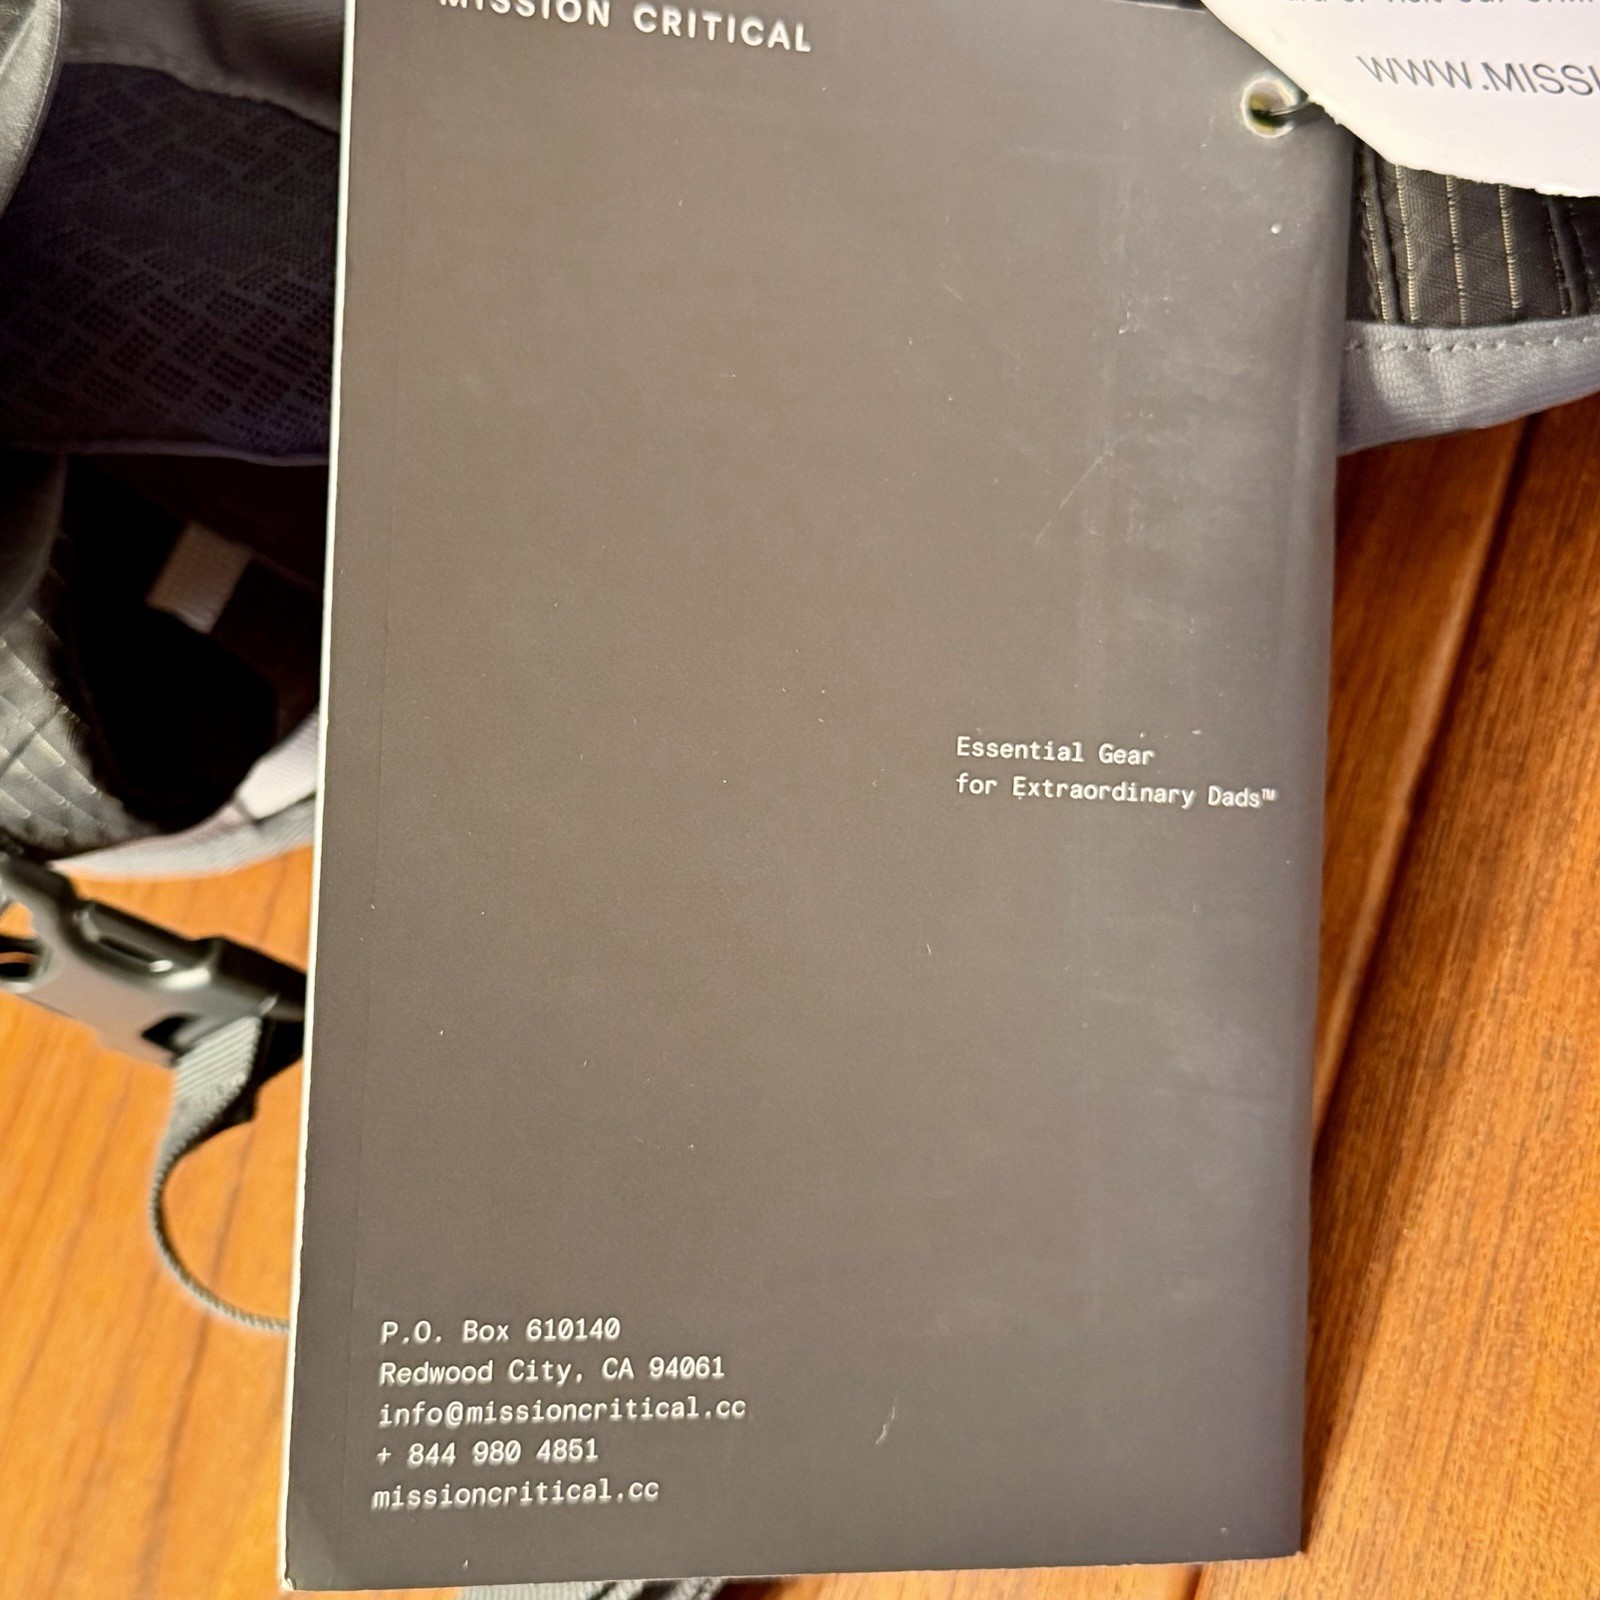 MISSION CRITICAL
WWW.MISSI
Essential Gear
for Extraordinary Dads™
P.O. Box 610140
Redwood City, CA 94061
info@missioncritical.cc
+ 844 980 4851
missioncritical.cc